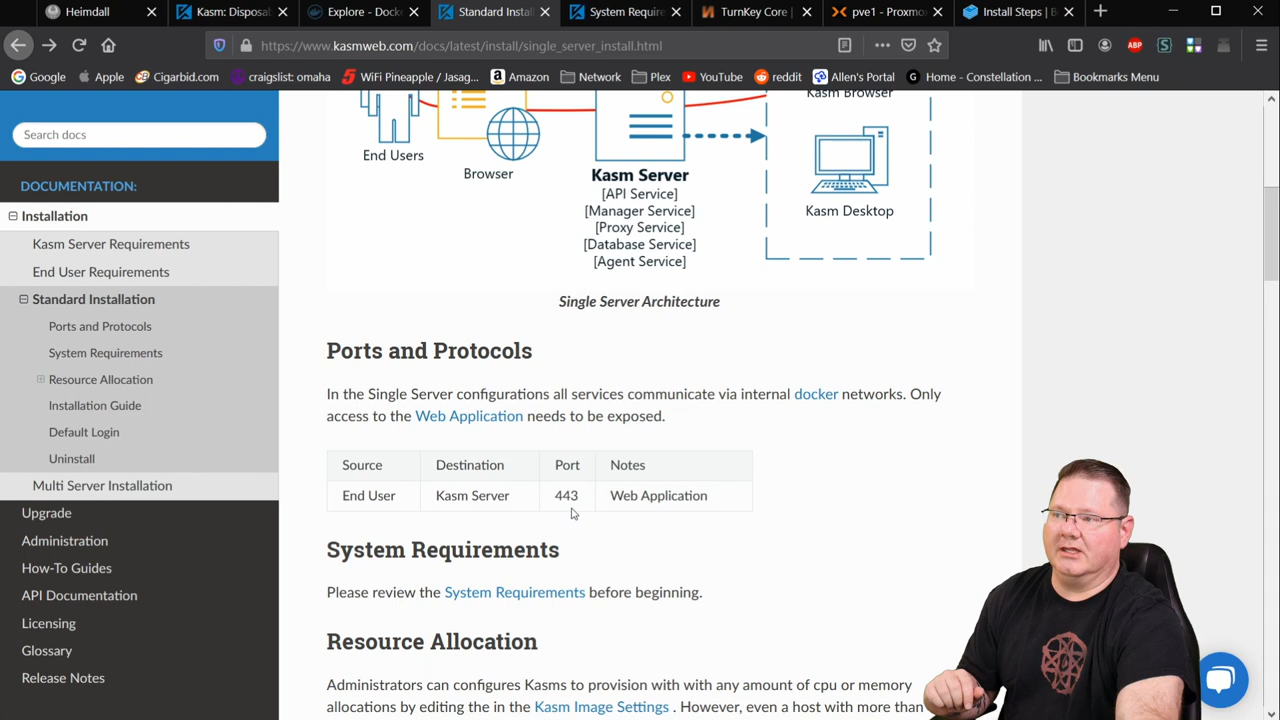 Heimdall
Kasm: Disposa
Explore - Docke
Standard Instal
System Require
TurnKey Core |
pve1 - Proxmo
Install Steps | B
https://www.kasmweb.com/docs/latest/install/single_server_install.html
ABP
Google
Apple
Cigarbid.com
craigslist: omaha
WiFi Pineapple / Jasag...
Amazon
Network
Plex
YouTube
reddit
Allen's Portal
Home - Constellation ...
Bookmarks Menu
Search docs
DOCUMENTATION:
Installation
Kasm Server Requirements
End User Requirements
Standard Installation
Ports and Protocols
System Requirements
Resource Allocation
Installation Guide
Default Login
Uninstall
Multi Server Installation
Upgrade
Administration
How-To Guides
API Documentation
Licensing
Glossary
Release Notes
End Users
Browser
Kasm Server
[API Service]
[Manager Service]
[Proxy Service]
[Database Service]
[Agent Service]
Kasm Browser
Kasm Desktop
Single Server Architecture
Ports and Protocols
In the Single Server configurations all services communicate via internal docker networks. Only
access to the Web Application needs to be exposed.
Source Destination Port Notes
End User Kasm Server 443 Web Application
System Requirements
Please review the System Requirements before beginning.
Resource Allocation
Administrators can configures Kasms to provision with with any amount of cpu or memory
allocations by editing the in the Kasm Image Settings . However, even a host with more than